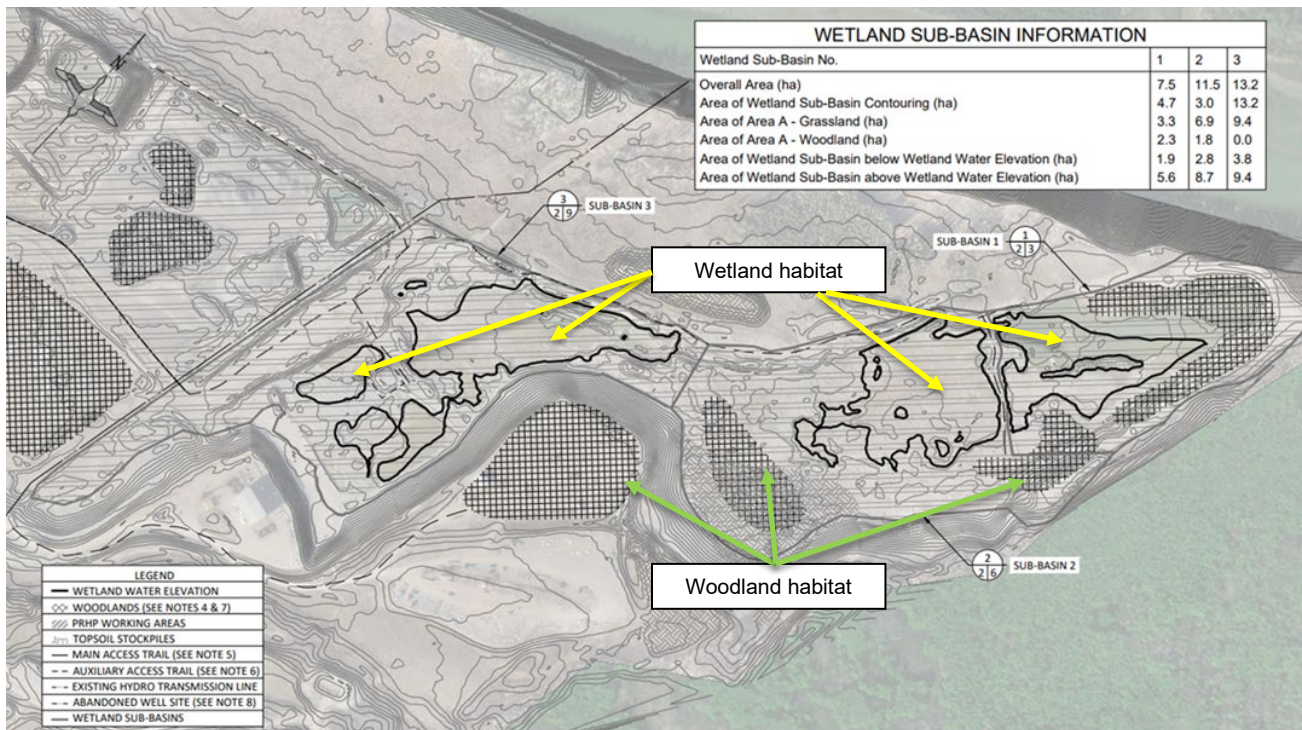 WETLAND SUB-BASIN INFORMATION
Wetland Sub-Basin No. 1 2 3
Overall Area (ha) 7.5 11.5 13.2
Area of Wetland Sub-Basin Contouring (ha) 4.7 3.0 13.2
Area of Area A - Grassland (ha) 3.3 6.9 9.4
Area of Area A - Woodland (ha) 2.3 1.8 0.0
Area of Wetland Sub-Basin below Wetland Water Elevation (ha) 1.9 2.8 3.8
Area of Wetland Sub-Basin above Wetland Water Elevation (ha) 5.6 8.7 9.4
N
3
2 9
SUB-BASIN 3
SUB-BASIN 1
1
2 3
Wetland habitat
Woodland habitat
2
2 6
SUB-BASIN 2
LEGEND
WETLAND WATER ELEVATION
WOODLANDS (SEE NOTES 4 & 7)
PRHP WORKING AREAS
TOPSOIL STOCKPILES
MAIN ACCESS TRAIL (SEE NOTE 5)
AUXILIARY ACCESS TRAIL (SEE NOTE 6)
EXISTING HYDRO TRANSMISSION LINE
ABANDONED WELL SITE (SEE NOTE 8)
WETLAND SUB-BASINS